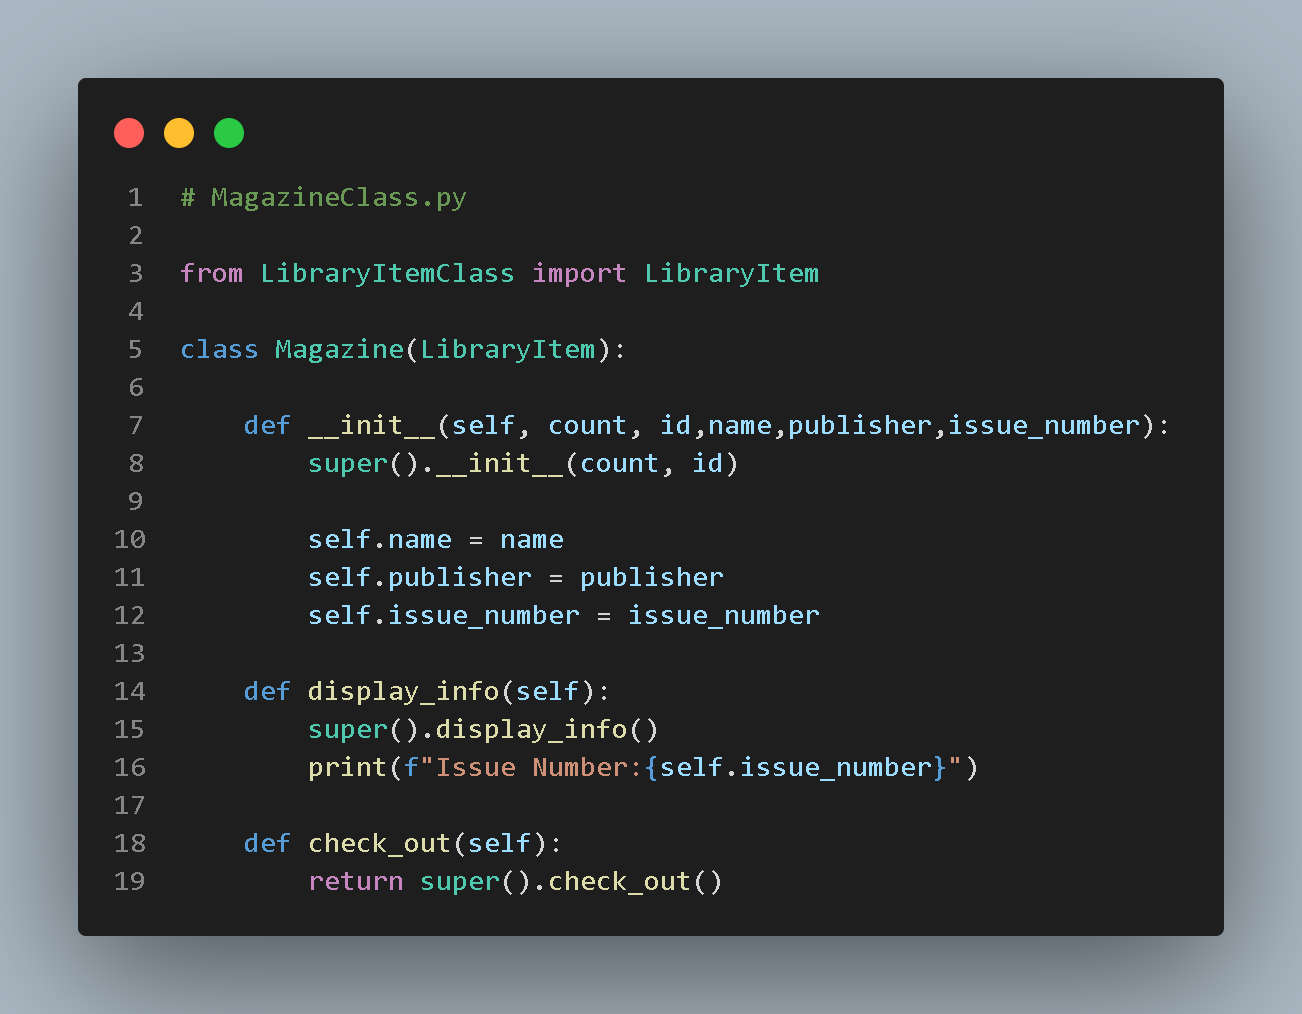 1 # MagazineClass.py
2
3 from LibraryItemClass import LibraryItem
4
5 class Magazine(LibraryItem):
6
7     def __init__(self, count, id,name,publisher,issue_number):
8         super().__init__(count, id)
9
10         self.name = name
11         self.publisher = publisher
12         self.issue_number = issue_number
13
14     def display_info(self):
15         super().display_info()
16         print(f"Issue Number:{self.issue_number}")
17
18     def check_out(self):
19         return super().check_out()